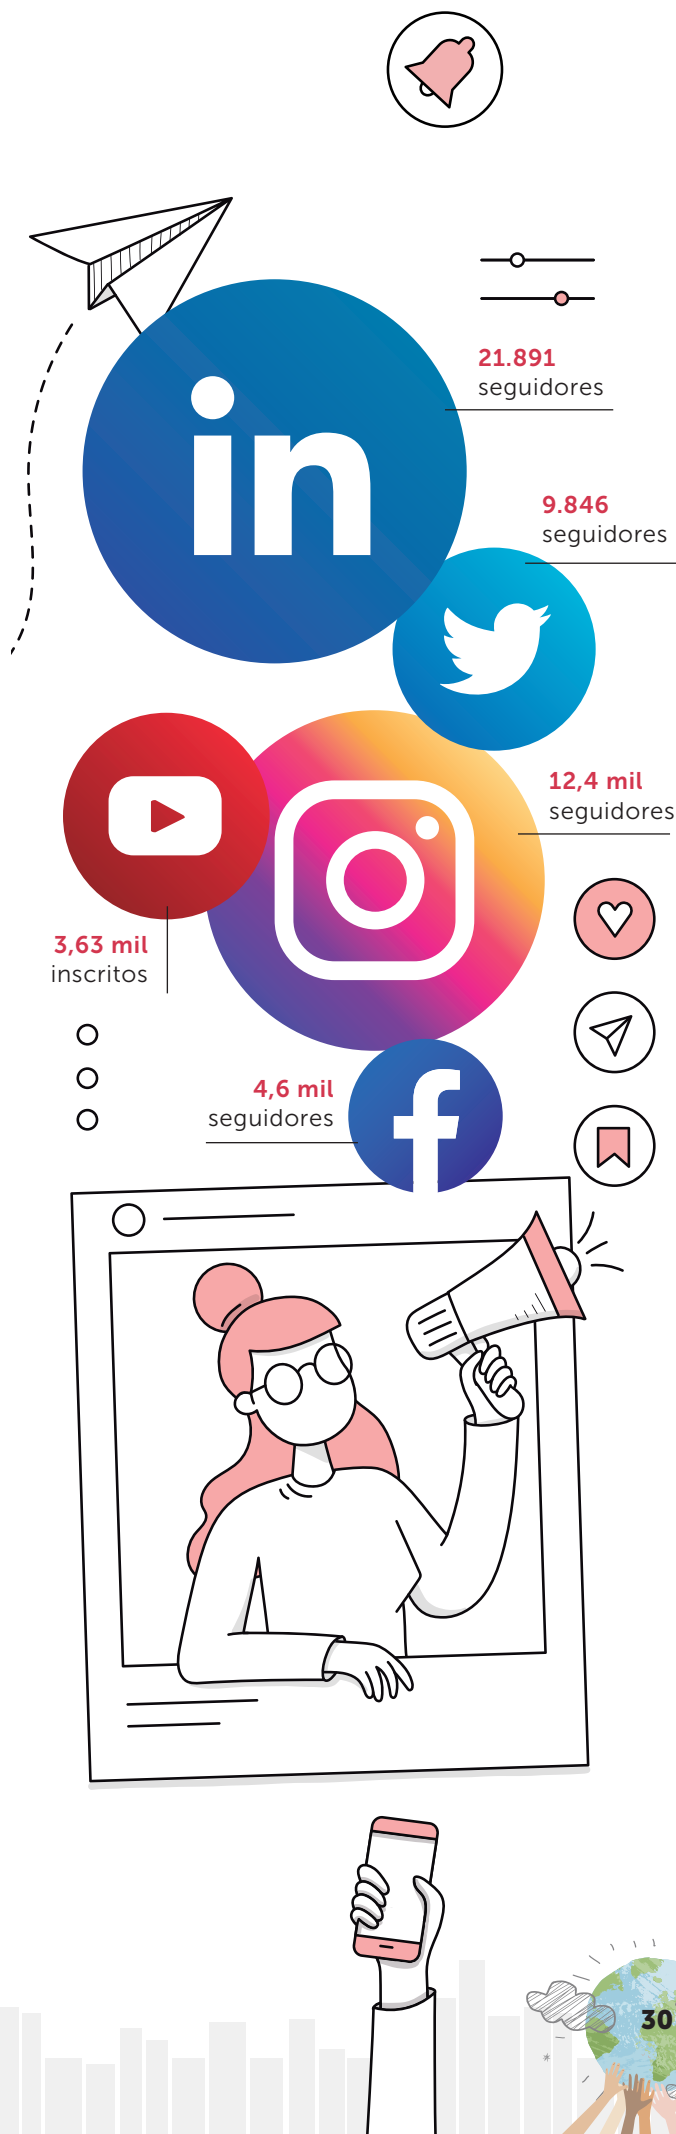 21.891
seguidores
in
9.846
seguidores
12,4 mil
seguidores
3,63 mil
inscritos
4,6 mil
seguidores
f
30